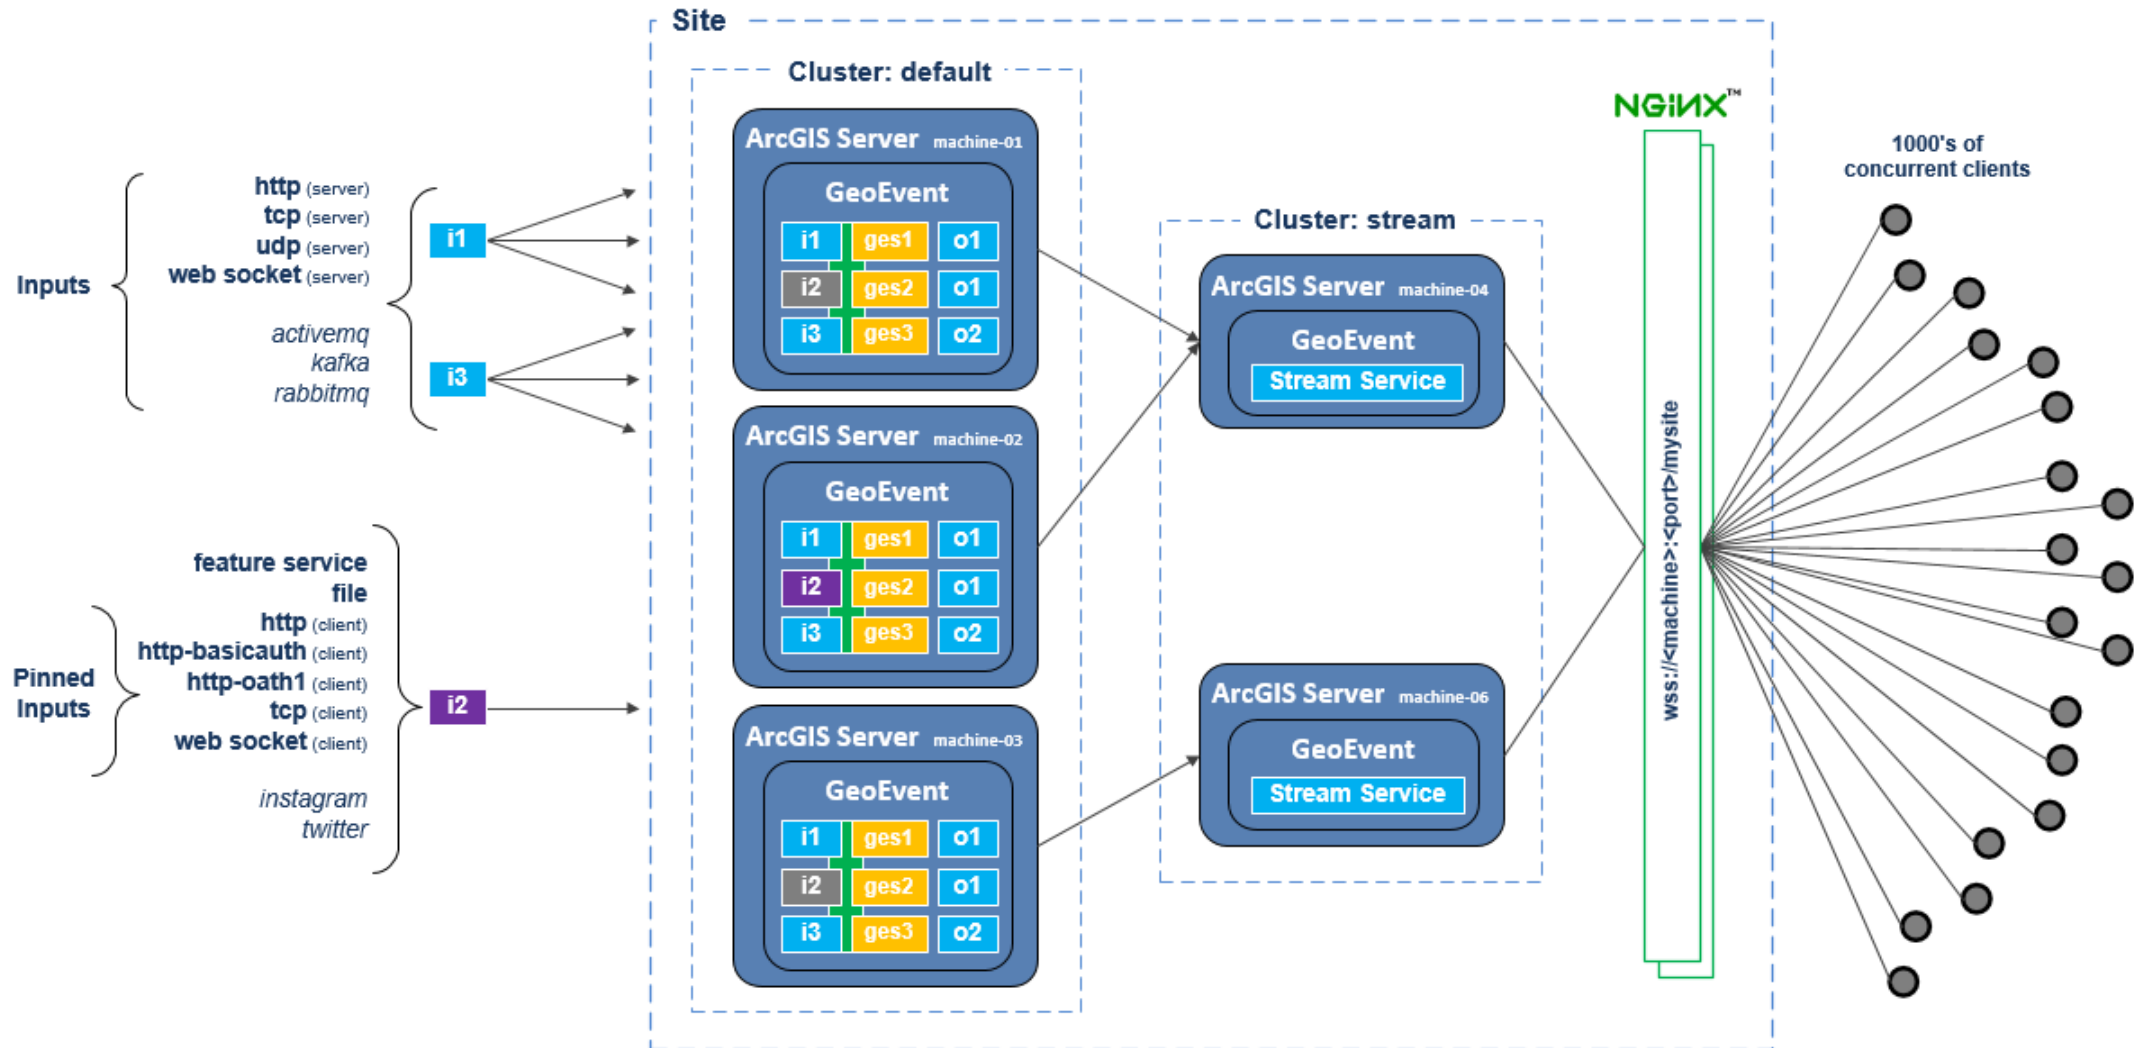 Site
Inputs
http (server)
tcp (server)
udp (server)
web socket (server)
activemq
kafka
rabbitmq
i1
i3
Pinned
Inputs
feature service
file
http (client)
http-basicauth (client)
http-oath1 (client)
tcp (client)
web socket (client)
instagram
twitter
i2
Cluster: default
ArcGIS Server machine-01
GeoEvent
i1 ges1 o1
i2 ges2 o1
i3 ges3 o2
ArcGIS Server machine-02
GeoEvent
i1 ges1 o1
i2 ges2 o1
i3 ges3 o2
ArcGIS Server machine-03
GeoEvent
i1 ges1 o1
i2 ges2 o1
i3 ges3 o2
Cluster: stream
ArcGIS Server machine-04
GeoEvent
Stream Service
ArcGIS Server machine-06
GeoEvent
Stream Service
NGiNX™
wss://<machine>:<port>/mysite
1000's of
concurrent clients